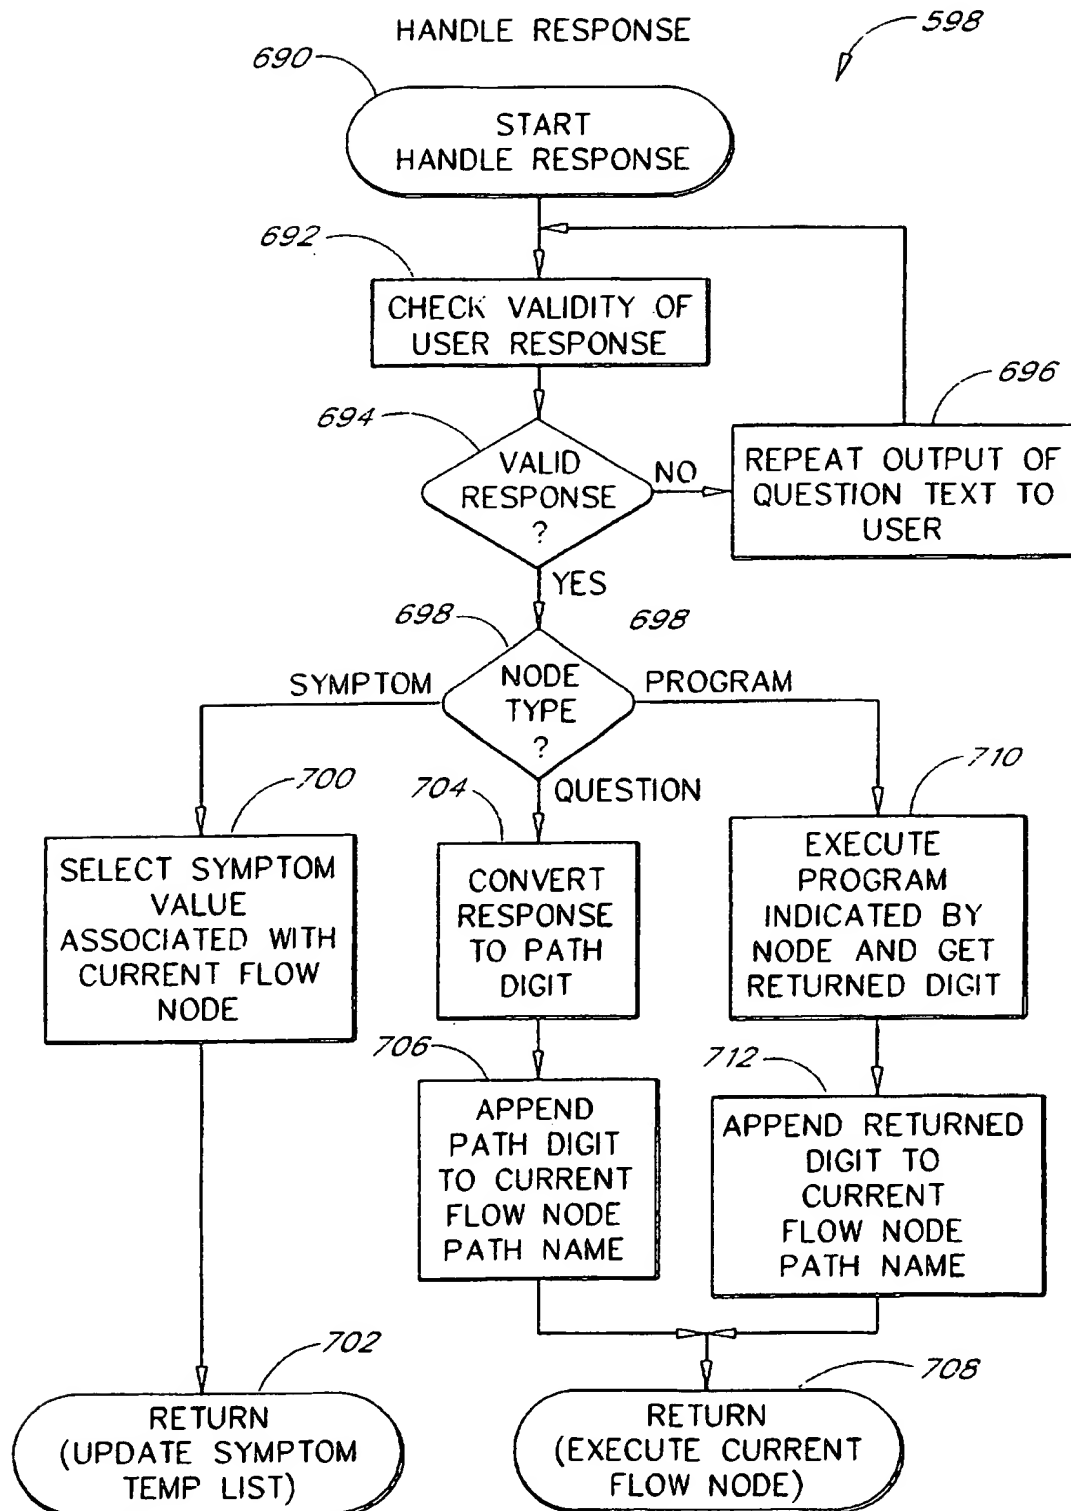 HANDLE RESPONSE
598
690
START
HANDLE RESPONSE
692
CHECK VALIDITY OF
USER RESPONSE
694
VALID
RESPONSE
?
NO
696
REPEAT OUTPUT OF
QUESTION TEXT TO
USER
YES
698
698
NODE
TYPE
?
SYMPTOM
PROGRAM
QUESTION
700
SELECT SYMPTOM
VALUE
ASSOCIATED WITH
CURRENT FLOW
NODE
704
CONVERT
RESPONSE
TO PATH
DIGIT
710
EXECUTE
PROGRAM
INDICATED BY
NODE AND GET
RETURNED DIGIT
706
APPEND
PATH DIGIT
TO CURRENT
FLOW NODE
PATH NAME
712
APPEND RETURNED
DIGIT TO
CURRENT
FLOW NODE
PATH NAME
702
RETURN
(UPDATE SYMPTOM
TEMP LIST)
708
RETURN
(EXECUTE CURRENT
FLOW NODE)